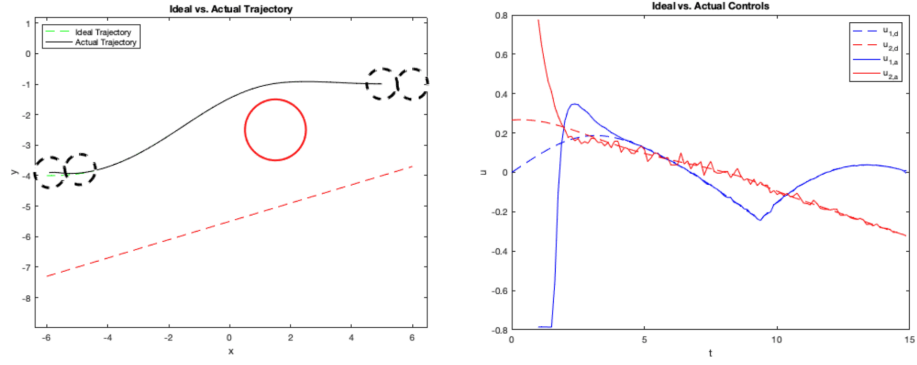 Ideal vs. Actual Trajectory
Ideal Trajectory
Actual Trajectory
1
0
-1
-2
-3
-4
-5
-6
-7
-8
y
-6
-4
-2
0
2
4
6
x
Ideal vs. Actual Controls
u1,d
u2,d
u1,a
u2,a
0.8
0.6
0.4
0.2
0
-0.2
-0.4
-0.6
-0.8
u
0
5
10
15
t